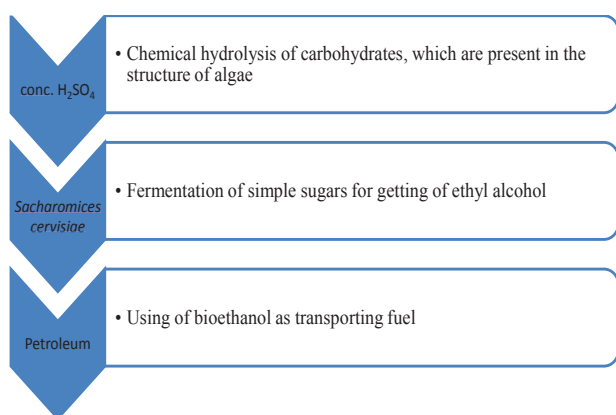 conc. H₂SO₄
• Chemical hydrolysis of carbohydrates, which are present in the
structure of algae
Sacharomices
cervisiae
• Fermentation of simple sugars for getting of ethyl alcohol
Petroleum
• Using of bioethanol as transporting fuel